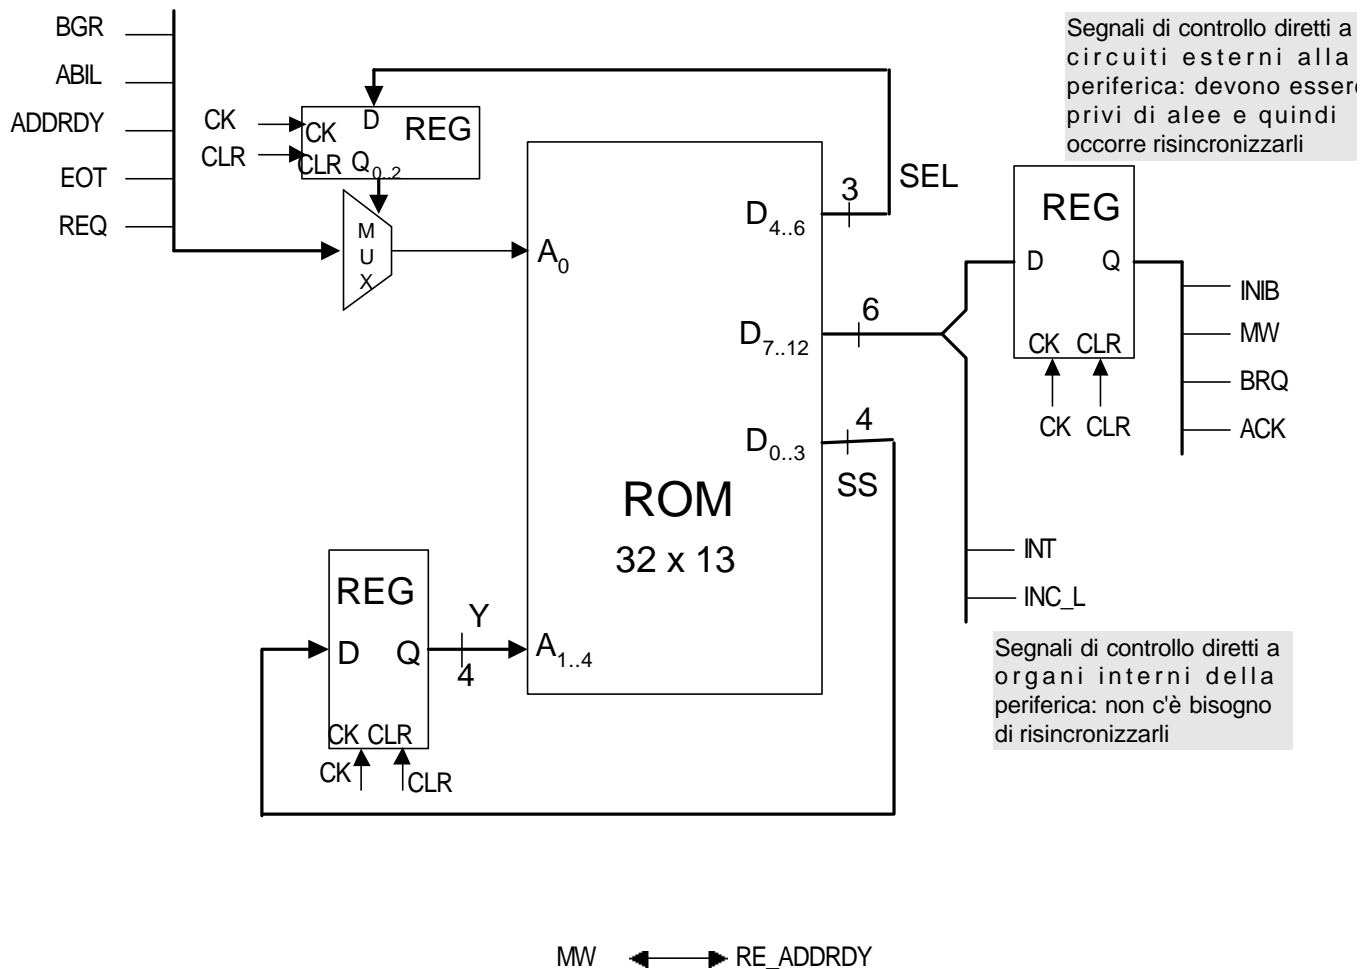 BGR
ABIL
ADDRDY
EOT
REQ
CK
CLR
CK
D
REG
CLR
Q0..2
M
U
X
A0
D4..6
3
SEL
D7..12
6
D0..3
4
SS
ROM
32 x 13
A1..4
Segnali di controllo diretti a
circuiti esterni alla
periferica: devono essere
privi di alee e quindi
occorre risincronizzarli
REG
D
Q
CK
CLR
CK
CLR
INIB
MW
BRQ
ACK
INT
INC_L
Segnali di controllo diretti a
organi interni della
periferica: non c'è bisogno
di risincronizzarli
REG
D
Q
Y
4
CK
CLR
CK
CLR
MW
RE_ADDRDY